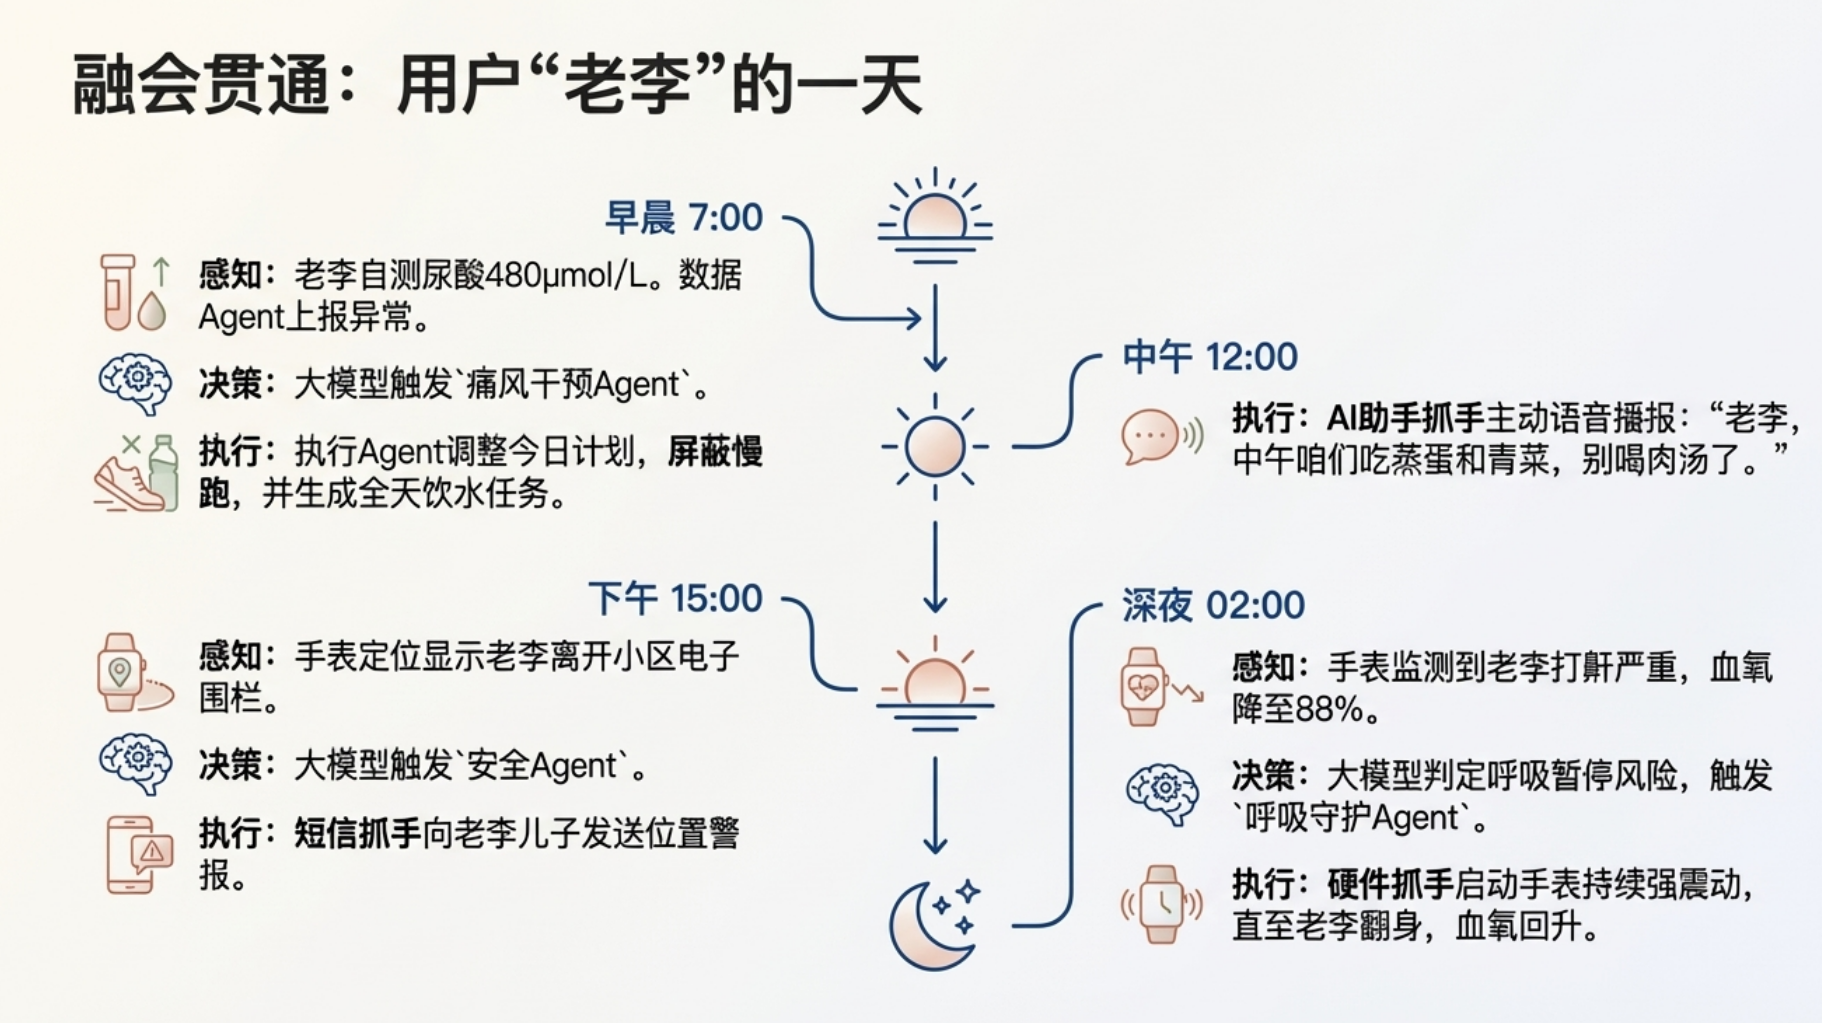 融会贯通：用户“老李”的一天
早晨 7:00
感知：老李自测尿酸480μmol/L。数据
Agent上报异常。
决策：大模型触发`痛风干预Agent`。
执行：执行Agent调整今日计划，屏蔽慢
跑，并生成全天饮水任务。
中午 12:00
执行：AI助手抓手主动语音播报：“老李，
中午咱们吃蒸蛋和青菜，别喝肉汤了。”
下午 15:00
感知：手表定位显示老李离开小区电子
围栏。
决策：大模型触发`安全Agent`。
执行：短信抓手向老李儿子发送位置警
报。
深夜 02:00
感知：手表监测到老李打鼾严重，血氧
降至88%。
决策：大模型判定呼吸暂停风险，触发
`呼吸守护Agent`。
执行：硬件抓手启动手表持续强震动，
直至老李翻身，血氧回升。